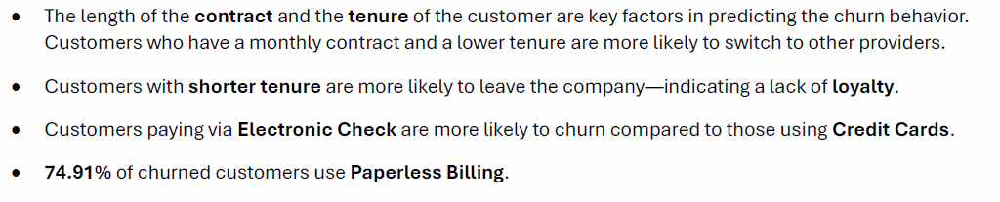 • The length of the contract and the tenure of the customer are key factors in predicting the churn behavior.
Customers who have a monthly contract and a lower tenure are more likely to switch to other providers.
• Customers with shorter tenure are more likely to leave the company—indicating a lack of loyalty.
• Customers paying via Electronic Check are more likely to churn compared to those using Credit Cards.
• 74.91% of churned customers use Paperless Billing.